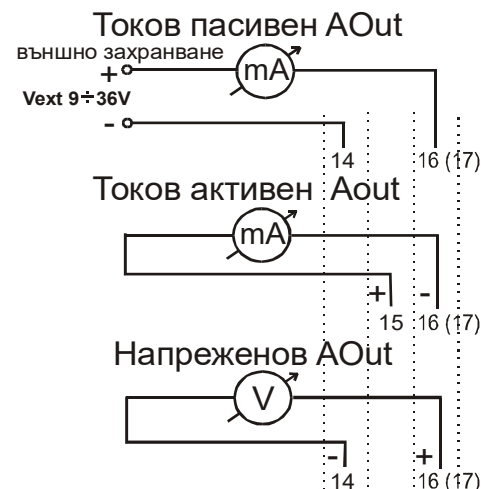 Токов пасивен AOut
външно захранване
+
mA
Vext 9÷36V
-
14 16 (17)
Токов активен Aout
mA
+ -
15 16 (17)
Напреженов AOut
V
- +
14 16 (17)